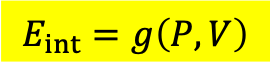 E_int = g(P, V)